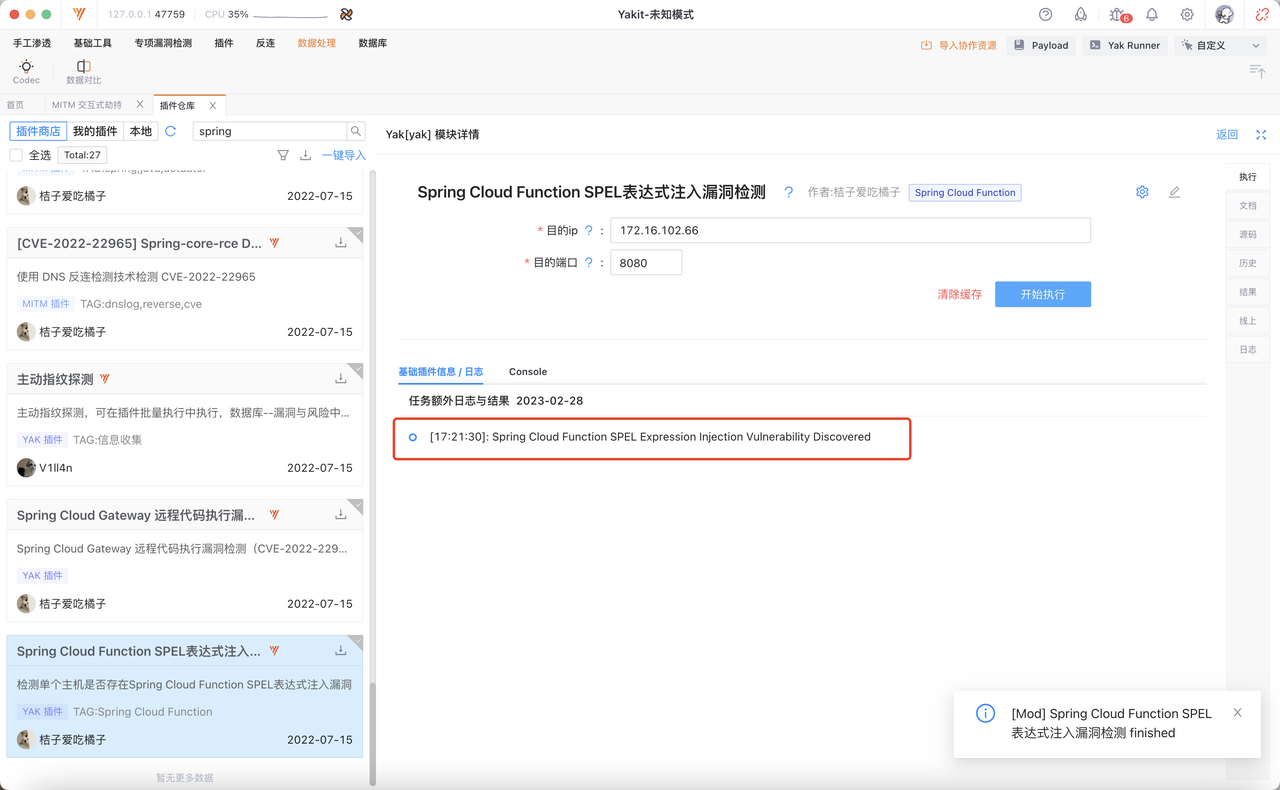 127.0.0.1 47759 CPU 35%
Yakit-未知模式
6
手工渗透 基础工具 专项漏洞检测 插件 反连 数据处理 数据库
导入协作资源 Payload Yak Runner 自定义
Codec 数据对比
首页 MITM 交互式劫持 插件仓库
插件商店 我的插件 本地 spring
全选 Total:27 一键导入
桔子爱吃橘子 2022-07-15
[CVE-2022-22965] Spring-core-rce D...
使用 DNS 反连检测技术检测 CVE-2022-22965
MITM 插件 TAG:dnslog,reverse,cve
桔子爱吃橘子 2022-07-15
主动指纹探测
主动指纹探测，可在插件批量执行中执行，数据库--漏洞与风险中...
YAK 插件 TAG:信息收集
V1ll4n 2022-07-15
Spring Cloud Gateway 远程代码执行漏...
Spring Cloud Gateway 远程代码执行漏洞检测（CVE-2022-229...
YAK 插件
桔子爱吃橘子 2022-07-15
Spring Cloud Function SPEL表达式注入...
检测单个主机是否存在Spring Cloud Function SPEL表达式注入漏洞
YAK 插件 TAG:Spring Cloud Function
桔子爱吃橘子 2022-07-15
暂无更多数据
Yak[yak] 模块详情 返回
Spring Cloud Function SPEL表达式注入漏洞检测 ? 作者:桔子爱吃橘子 Spring Cloud Function
* 目的ip ? : 172.16.102.66
* 目的端口 ? : 8080
清除缓存 开始执行
基础插件信息 / 日志 Console
任务额外日志与结果 2023-02-28
[17:21:30]: Spring Cloud Function SPEL Expression Injection Vulnerability Discovered
执行
文档
源码
历史
结果
线上
日志
[Mod] Spring Cloud Function SPEL
表达式注入漏洞检测 finished